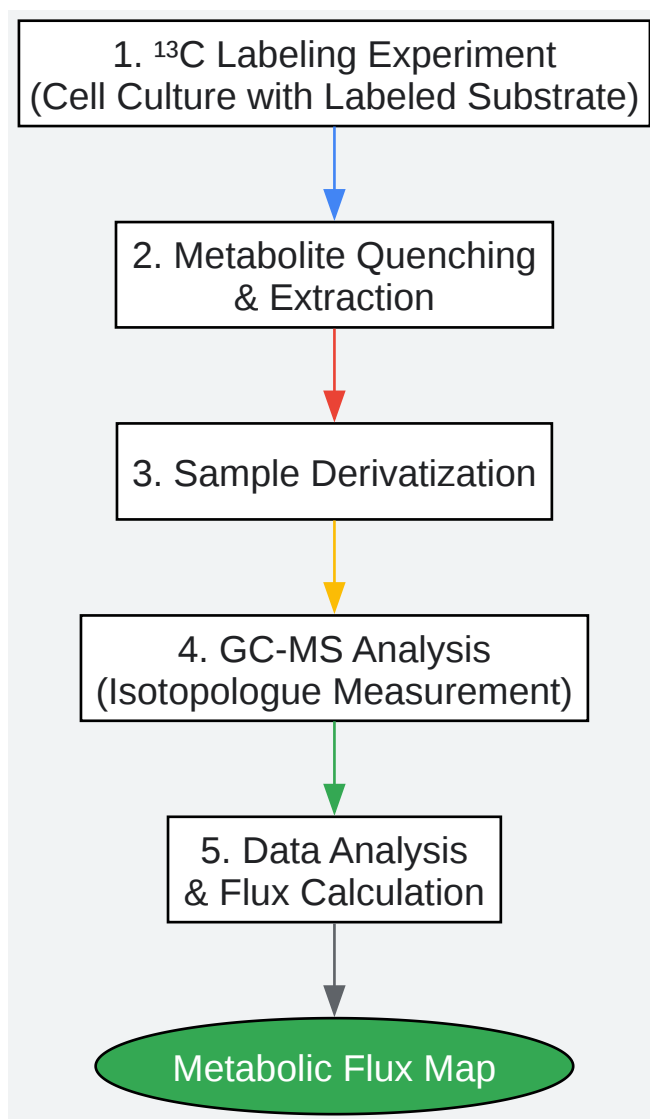 1. ¹³C Labeling Experiment
(Cell Culture with Labeled Substrate)
2. Metabolite Quenching
& Extraction
3. Sample Derivatization
4. GC-MS Analysis
(Isotopologue Measurement)
5. Data Analysis
& Flux Calculation
Metabolic Flux Map